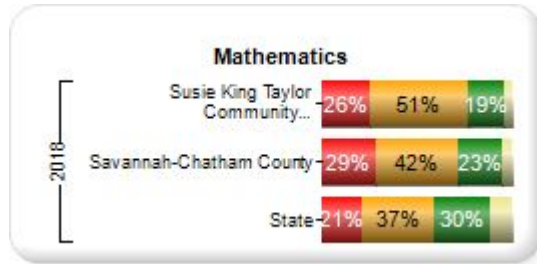 Mathematics
Susie King Taylor
Community...
26% 51% 19%
2018
Savannah-Chatham County
29% 42% 23%
State
21% 37% 30%